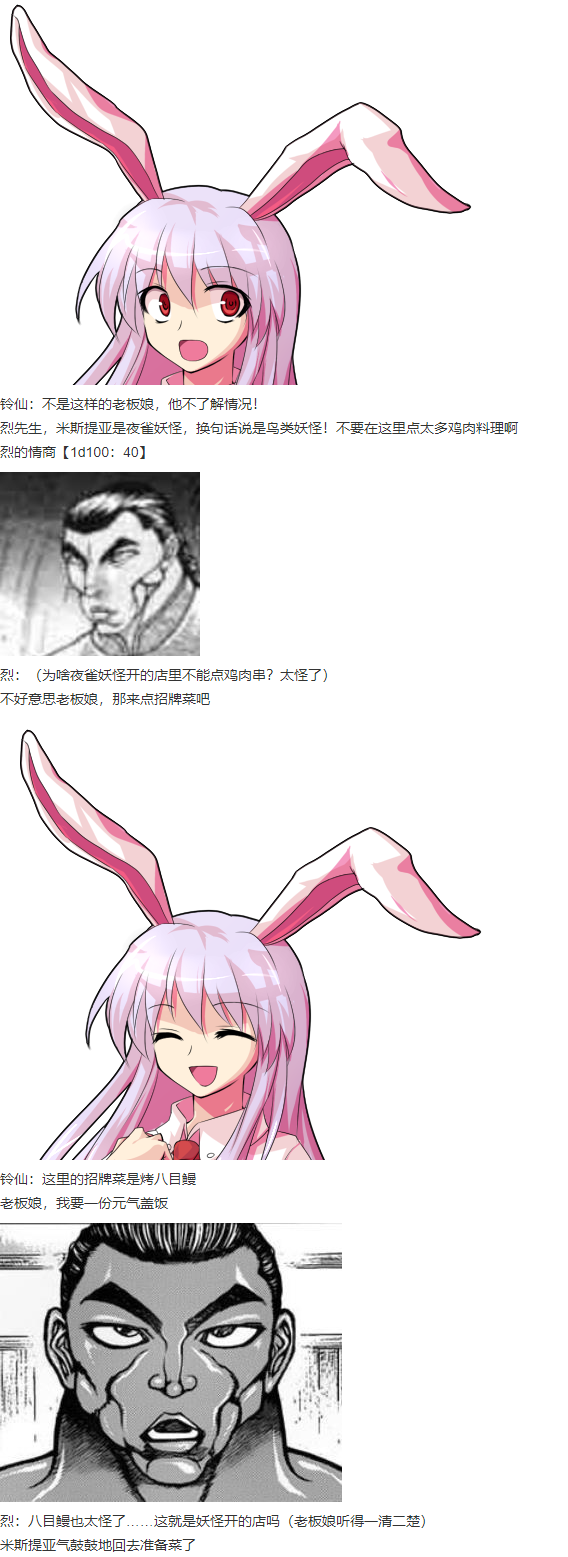 铃仙：不是这样的老板娘，他不了解情况！
烈先生，米斯提亚是夜雀妖怪，换句话说是鸟类妖怪！不要在这里点太多鸡肉料理啊
烈的情商【1d100：40】
烈：（为啥夜雀妖怪开的店里不能点鸡肉串？太怪了）
不好意思老板娘，那来点招牌菜吧
铃仙：这里的招牌菜是烤八目鳗
老板娘，我要一份元气盖饭
烈：八目鳗也太怪了……这就是妖怪开的店吗（老板娘听得一清二楚）
米斯提亚气鼓鼓地回去准备菜了